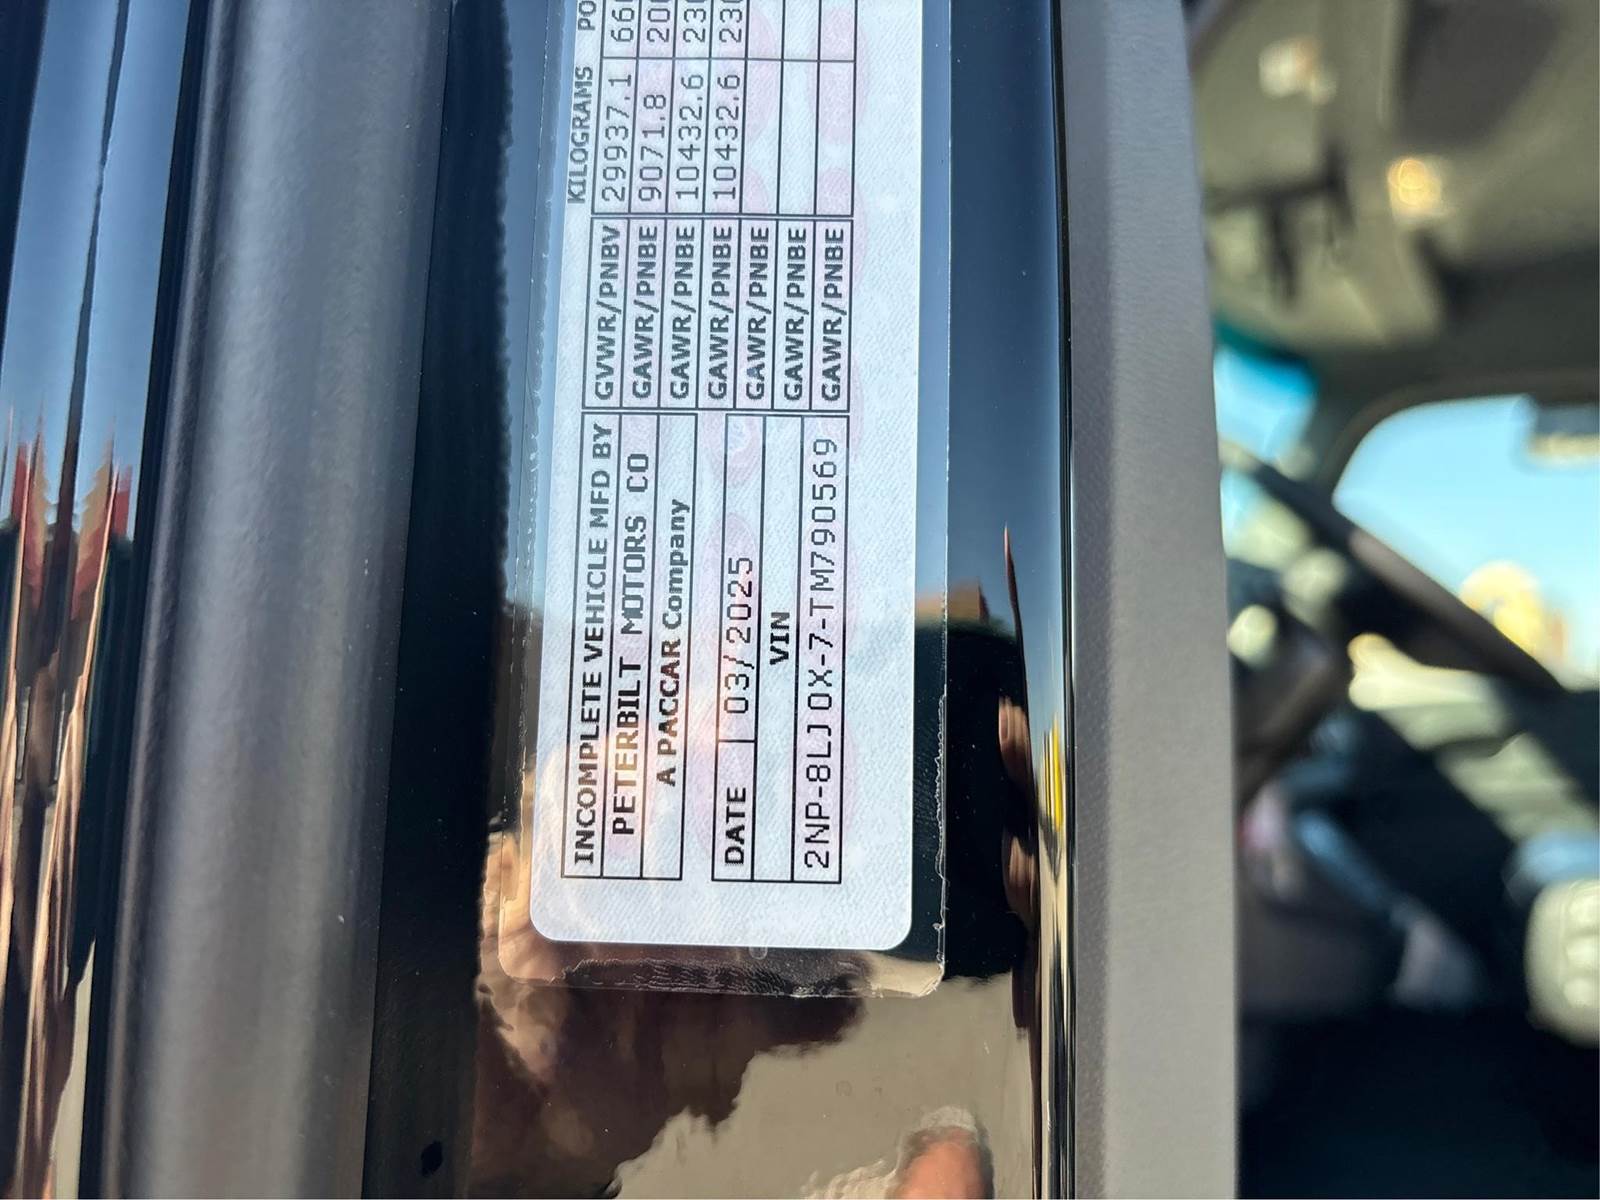 INCOMPLETE VEHICLE MFD BY
PETERBILT MOTORS CO
A PACCAR Company
DATE 03/2025
VIN
2NP-8LJ0X-7-TM790569
KILOGRAMS
GVWR/PNBV 29937.1
GAWR/PNBE 9071.8
GAWR/PNBE 10432.6
GAWR/PNBE 10432.6
GAWR/PNBE
GAWR/PNBE
GAWR/PNBE